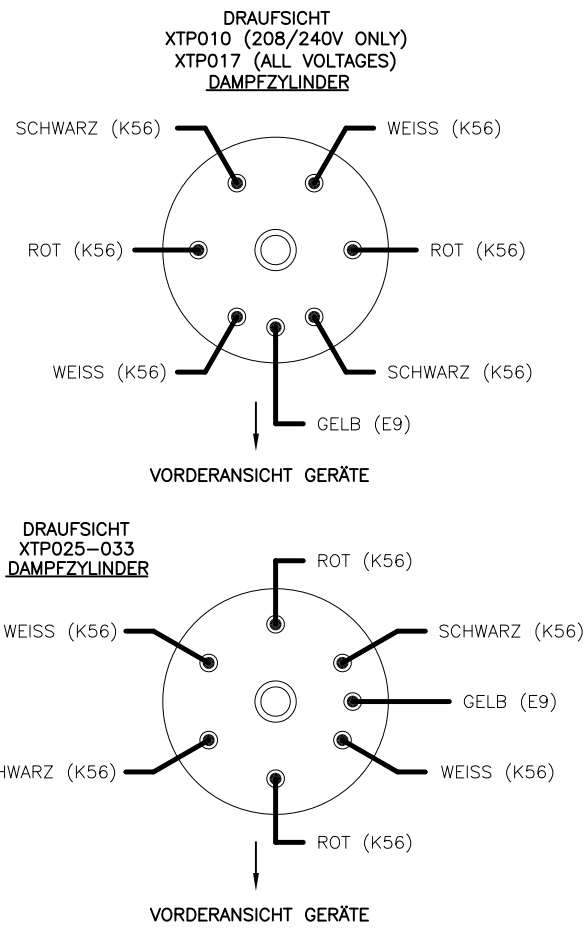 DRAUFSICHT
XTP010 (208/240V ONLY)
XTP017 (ALL VOLTAGES)
DAMPFZYLINDER
SCHWARZ (K56)
WEISS (K56)
ROT (K56)
ROT (K56)
WEISS (K56)
SCHWARZ (K56)
GELB (E9)
VORDERANSICHT GERÄTE
DRAUFSICHT
XTP025-033
DAMPFZYLINDER
ROT (K56)
WEISS (K56)
SCHWARZ (K56)
GELB (E9)
HWARZ (K56)
WEISS (K56)
ROT (K56)
VORDERANSICHT GERÄTE